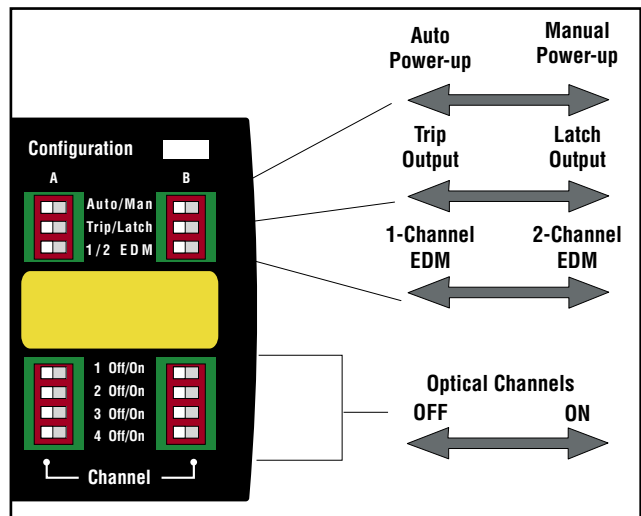 Auto Power-up
Manual Power-up
Trip Output
Latch Output
1-Channel EDM
2-Channel EDM
Optical Channels
OFF
ON
Configuration
A
B
Auto/Man
Trip/Latch
1/2 EDM
1 Off/On
2 Off/On
3 Off/On
4 Off/On
Channel